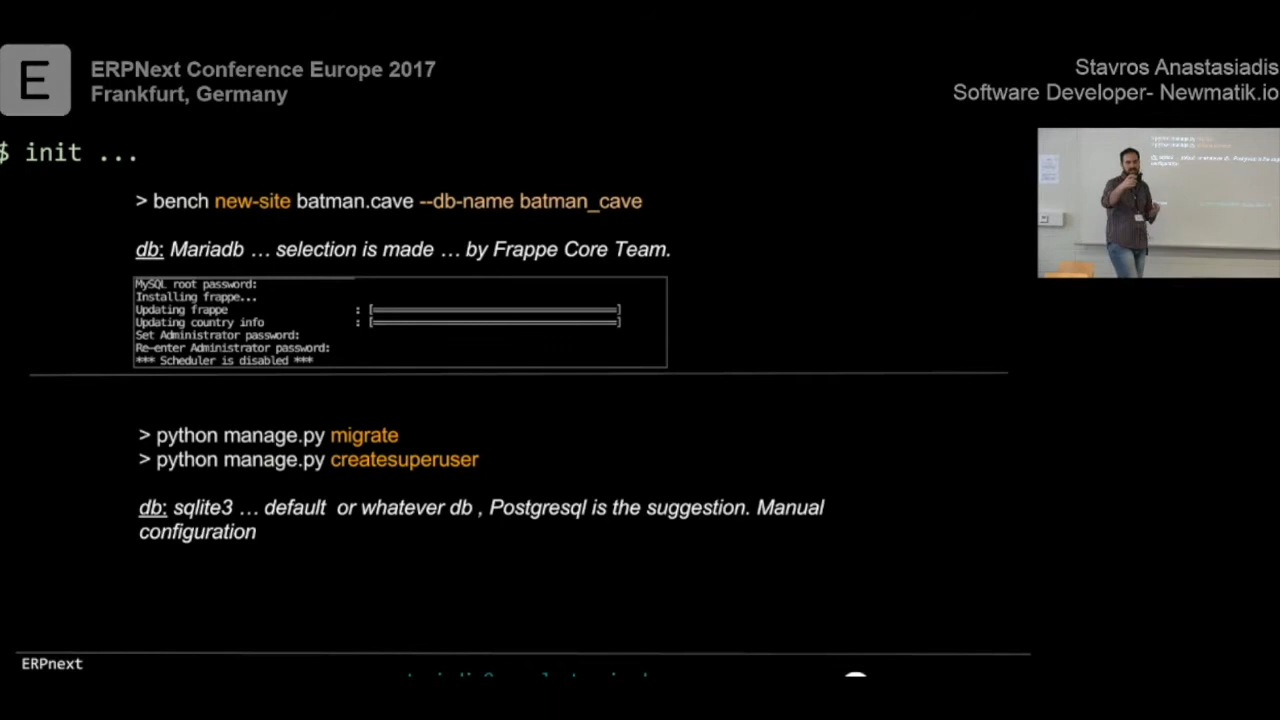 E
ERPNext Conference Europe 2017
Frankfurt, Germany
Stavros Anastasiadis
Software Developer- Newmatik.io
$ init ...
> bench new-site batman.cave --db-name batman_cave
db: Mariadb … selection is made … by Frappe Core Team.
MySQL root password:
Installing frappe...
Updating frappe : [========================================]
Updating country info : [========================================]
Set Administrator password:
Re-enter Administrator password:
*** Scheduler is disabled ***
> python manage.py migrate
> python manage.py createsuperuser
db: sqlite3 … default or whatever db , Postgresql is the suggestion. Manual
configuration
ERPnext